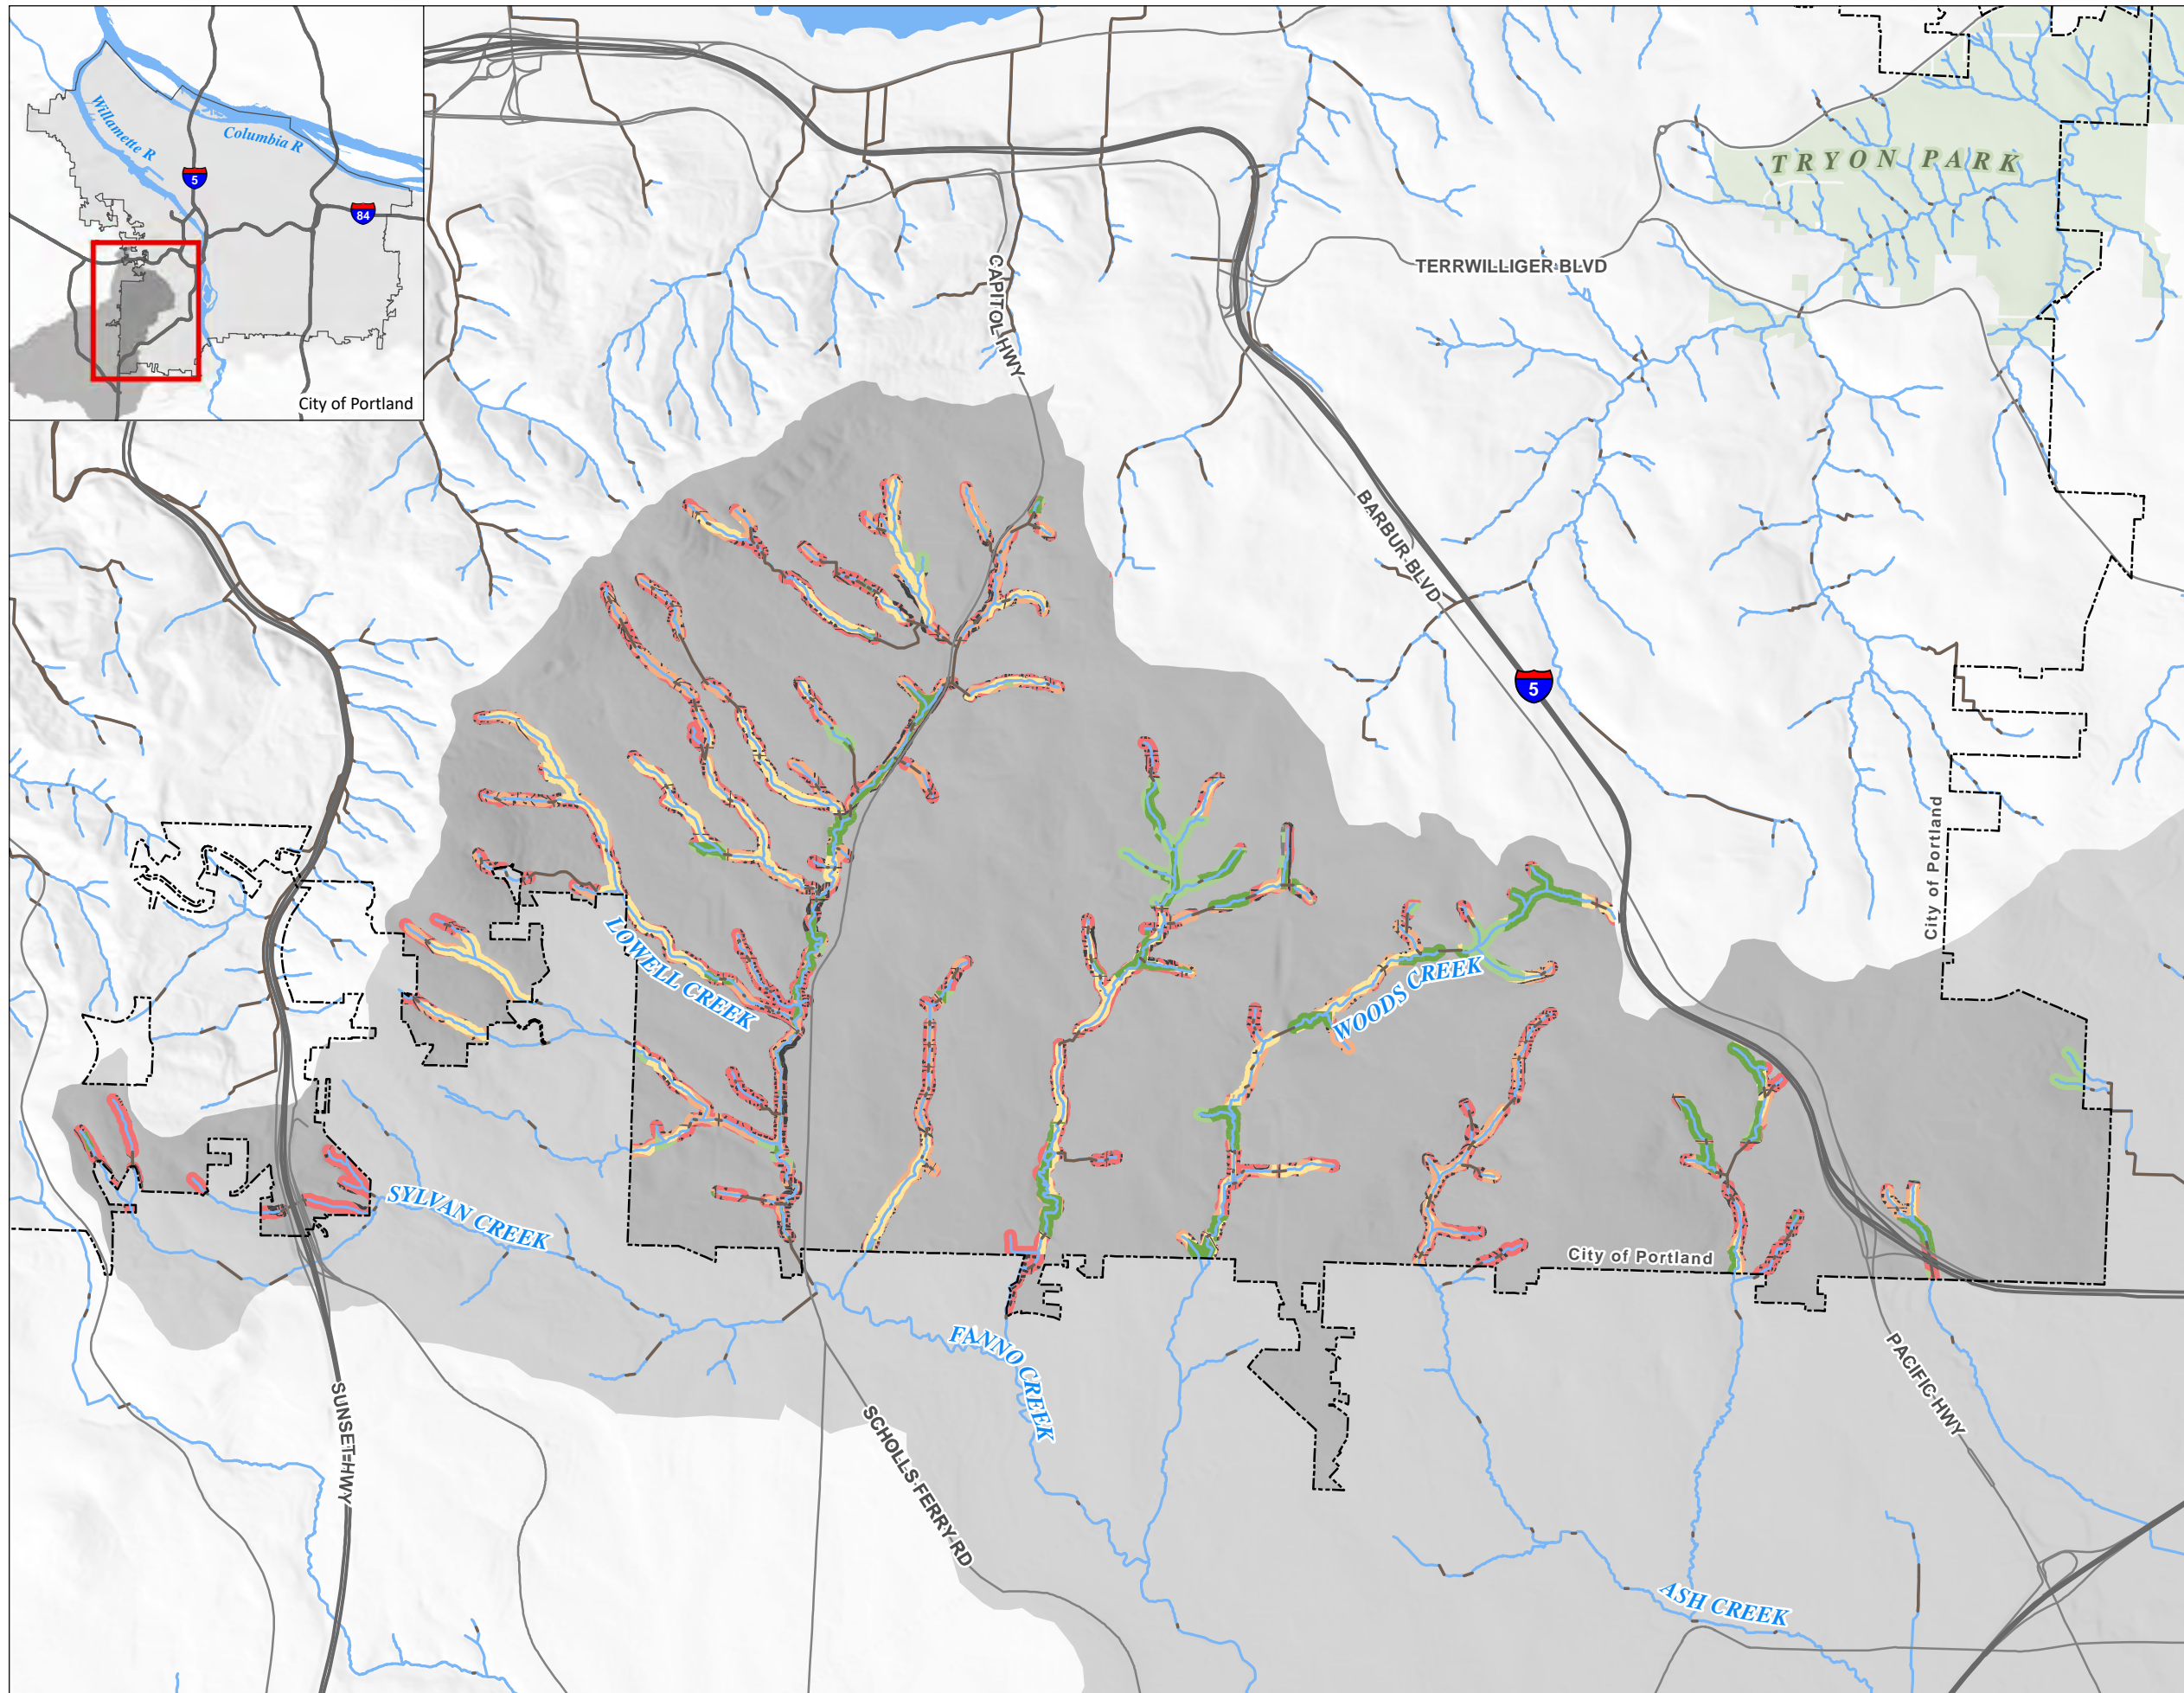 Willamette R
Columbia R
5
84
City of Portland
TRYON PARK
TERRWILLIGER BLVD
CAPITOL HWY
BARBUR BLVD
5
City of Portland
LOWELL CREEK
WOODS CREEK
SYLVAN CREEK
City of Portland
FANNO CREEK
PACIFIC HWY
SUNSET HWY
SCHOLLS FERRY RD
ASH CREEK